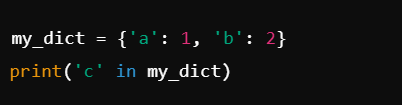 my_dict = {'a': 1, 'b': 2}
print('c' in my_dict)